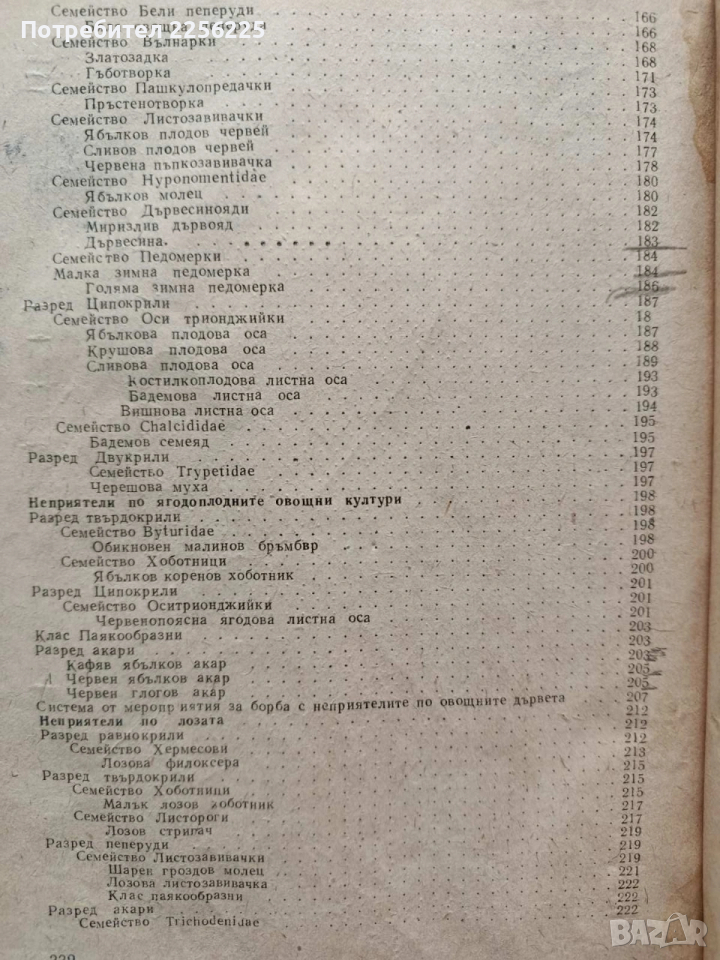 Семейство Бели пеперуди . . . 166
пеперуди . . . 166
Потребител 2256225
Семейство Вълнарки . . . 168
Златозадка . . . 168
Гъботворка . . . 171
Семейство Пашкулопредачки . . . 173
Пръстенотворка . . . 173
Семейство Листозавивачки . . . 174
Ябълков плодов червей . . . 174
Сливов плодов червей . . . 177
Червена пъпкозавивачка . . . 178
Семейство Hyponomentidae . . . 180
Ябълков молец . . . 180
Семейство Дървесинояди . . . 182
Миризлив дървояд . . . 182
Дървесина. . . . 183
Семейство Педомерки . . . 184
Малка зимна педомерка . . . 184
Голяма зимна педомерка . . . 186
Разред Ципокрили . . . 187
Семейство Оси трионджийки . . . 18
Ябълкова плодова оса . . . 187
Крушова плодова оса . . . 188
Сливова плодова оса . . . 189
Костилкоплодова листна оса . . . 193
Бадемова листна оса . . . 193
Вишнова листна оса . . . 194
Семейство Chalcididae . . . 195
Бадемов семеяд . . . 195
Разред Двукрили . . . 197
Семейство Trypetidae . . . 197
Черешова муха . . . 197
Неприятели по ягодоплодните овощни култури . . . 198
Разред твърдокрили . . . 198
Семейство Byturidae . . . 198
Обикновен малинов бръмбвр . . . 198
Семейство Хоботници . . . 200
Ябълков коренов хоботник . . . 200
Разред Ципокрили . . . 201
Семейство Оситрионджийки . . . 201
Червенопоясна ягодова листна оса . . . 201
Клас Паякообразни . . . 203
Разред акари . . . 203
Кафяв ябълков акар . . . 203
Червен ябълков акар . . . 205
Червен глогов акар . . . 205
Система от мероприятия за борба с неприятелите по овощните дървета . . . 207
Неприятели по лозата . . . 212
Разред равнокрили . . . 212
Семейство Хермесови . . . 212
Лозова филоксера . . . 213
Разред твърдокрили . . . 215
Семейство Хоботници . . . 215
Малък лозов хоботник . . . 215
Семейство Листороги . . . 217
Лозов стригач . . . 217
Разред пеперуди . . . 219
Семейство Листозавивачки . . . 219
Шарен гроздов молец . . . 219
Лозова листозавивачка . . . 221
Клас паякообразни . . . 222
Разред акари . . . 222
Семейство Trichodenidae . . . 222
BAZAR